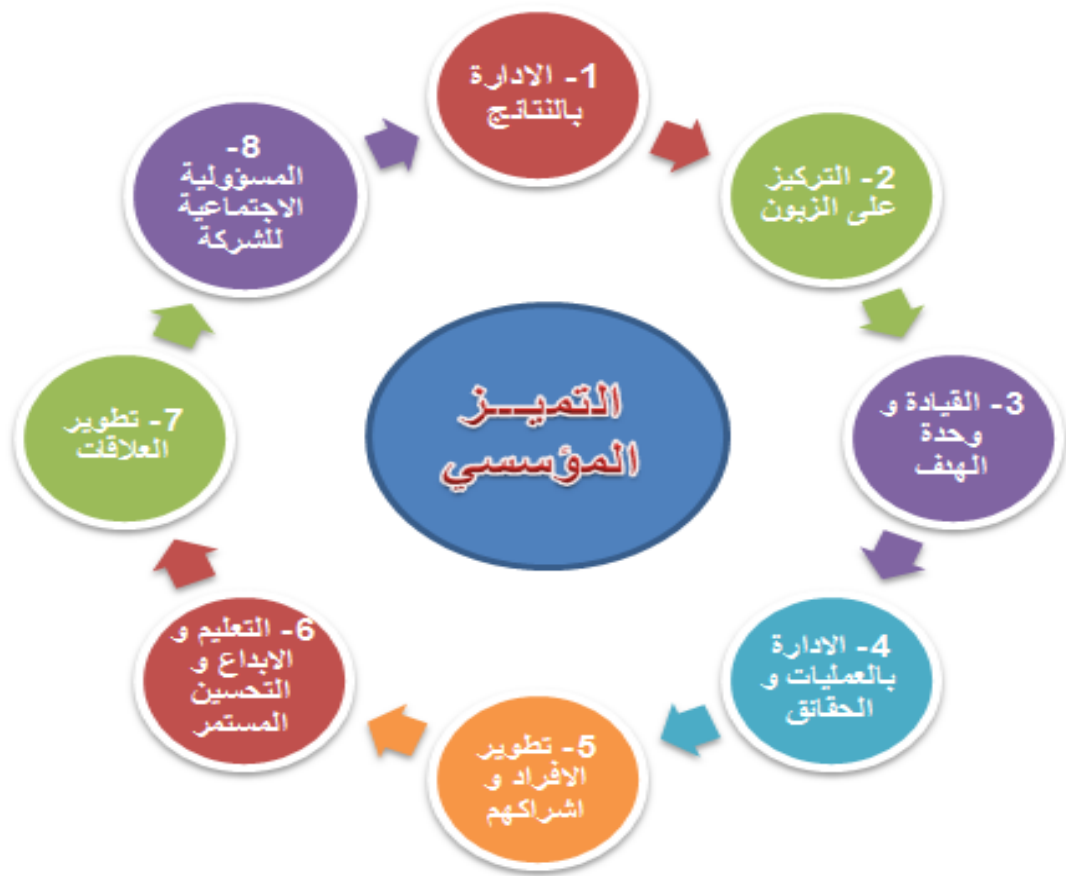 1- الادارة
بالنتائج
2- التركيز
على الزبون
3- القيادة و
وحدة
الهدف
4- الادارة
بالعمليات و
الحقائق
5- تطوير
الافراد و
اشراكهم
6- التعليم و
الابداع و
التحسين
المستمر
7- تطوير
العلاقات
8-
المسؤولية
الاجتماعية
للشركة
التميـــز
المؤسسي